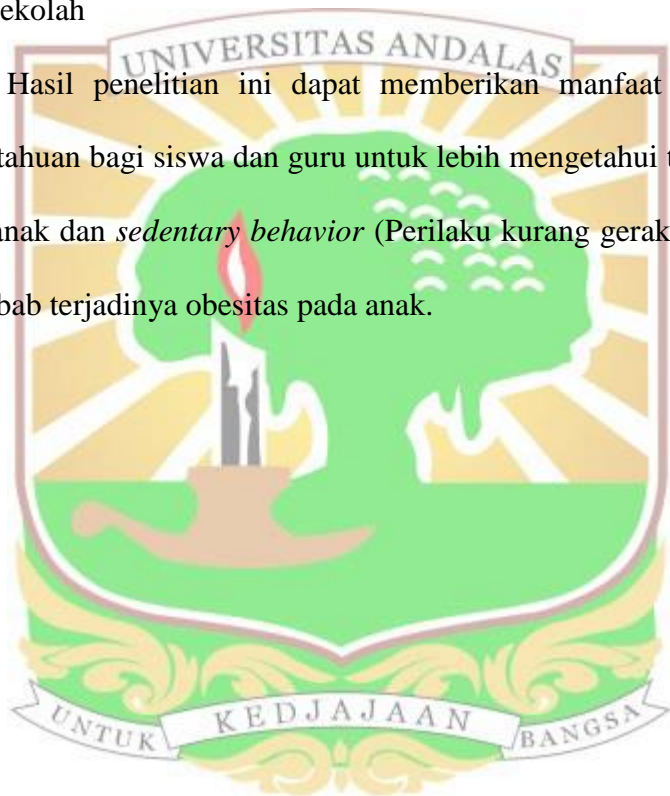 ekolah
UNIVERSITAS ANDALAS
Hasil penelitian ini dapat memberikan manfaat
tahuan bagi siswa dan guru untuk lebih mengetahui t
anak dan sedentary behavior (Perilaku kurang gerak
bab terjadinya obesitas pada anak.
UNTUK KEDJAJAAN BANGSA